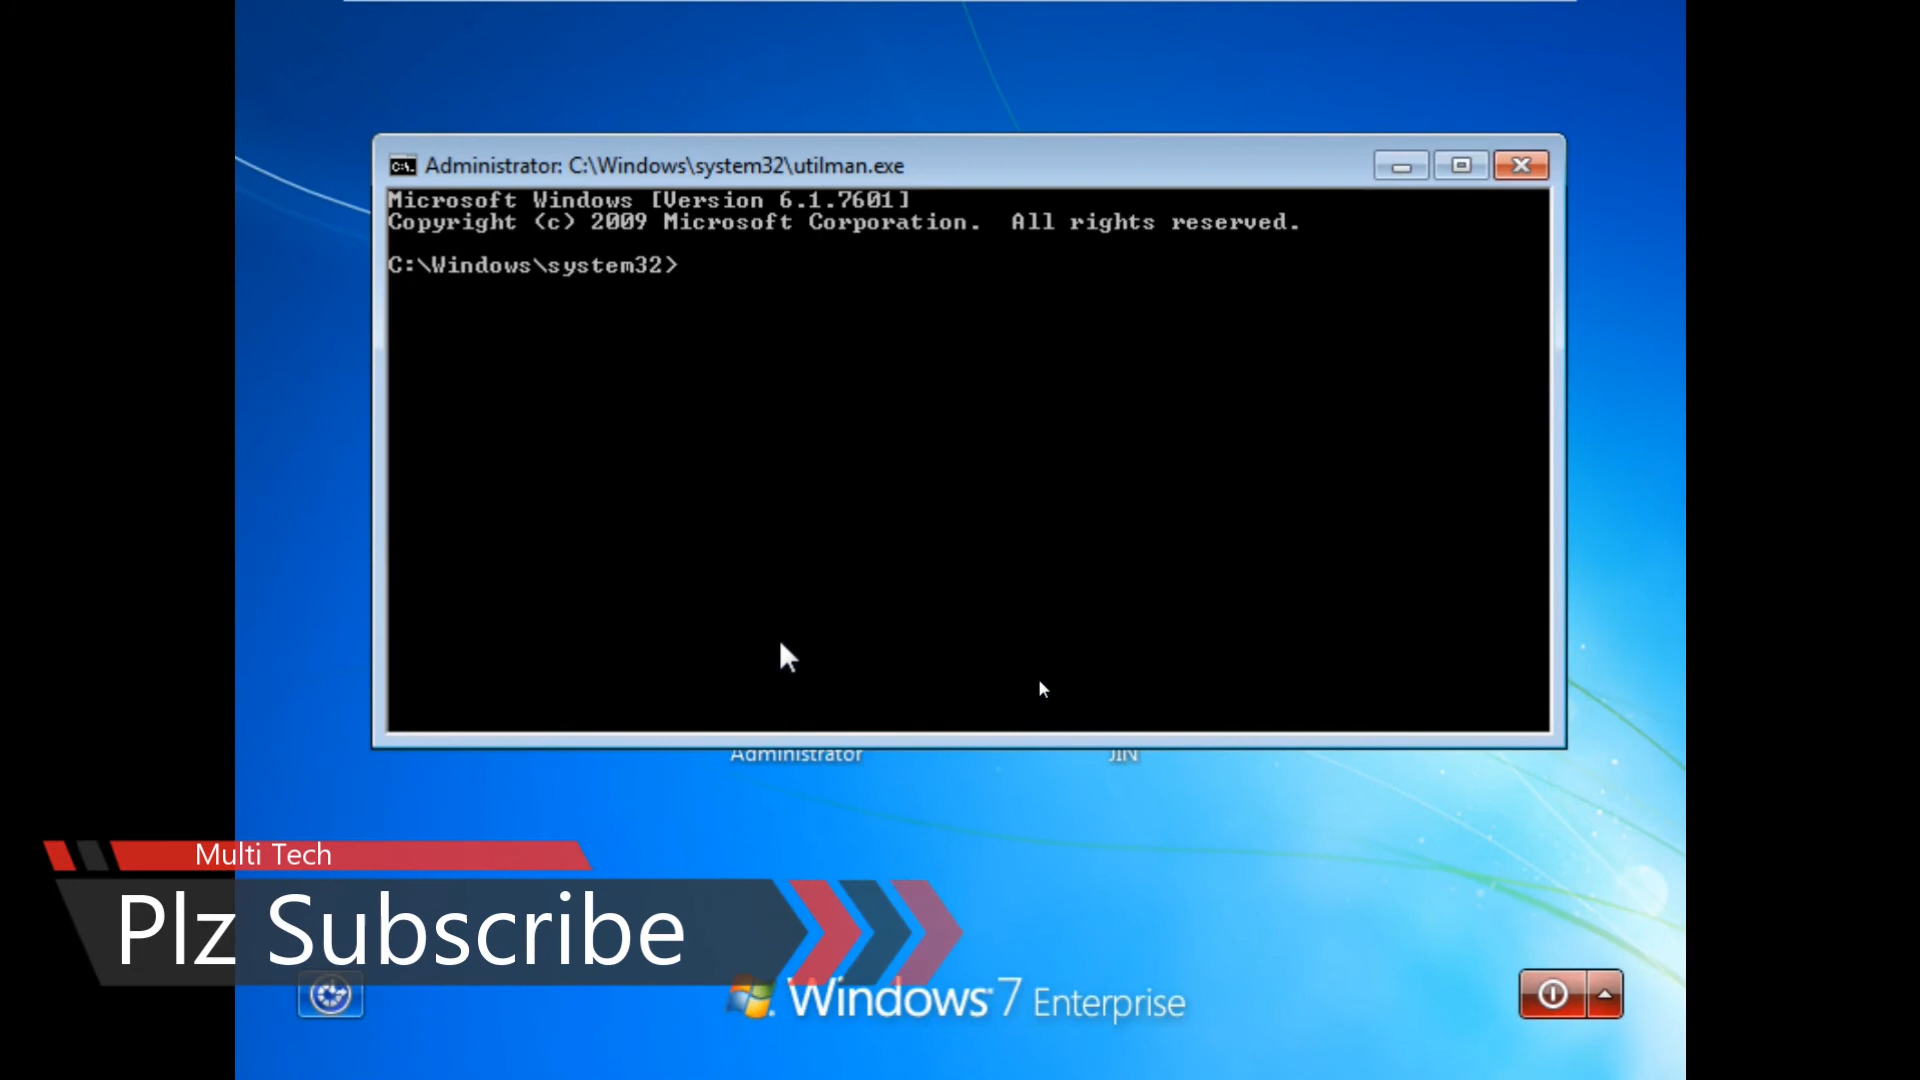 Administrator: C:\Windows\system32\utilman.exe
Microsoft Windows [Version 6.1.7601]
Copyright (c) 2009 Microsoft Corporation.  All rights reserved.
C:\Windows\system32>
Administrator
JIN
Multi Tech
Plz Subscribe
Windows 7 Enterprise